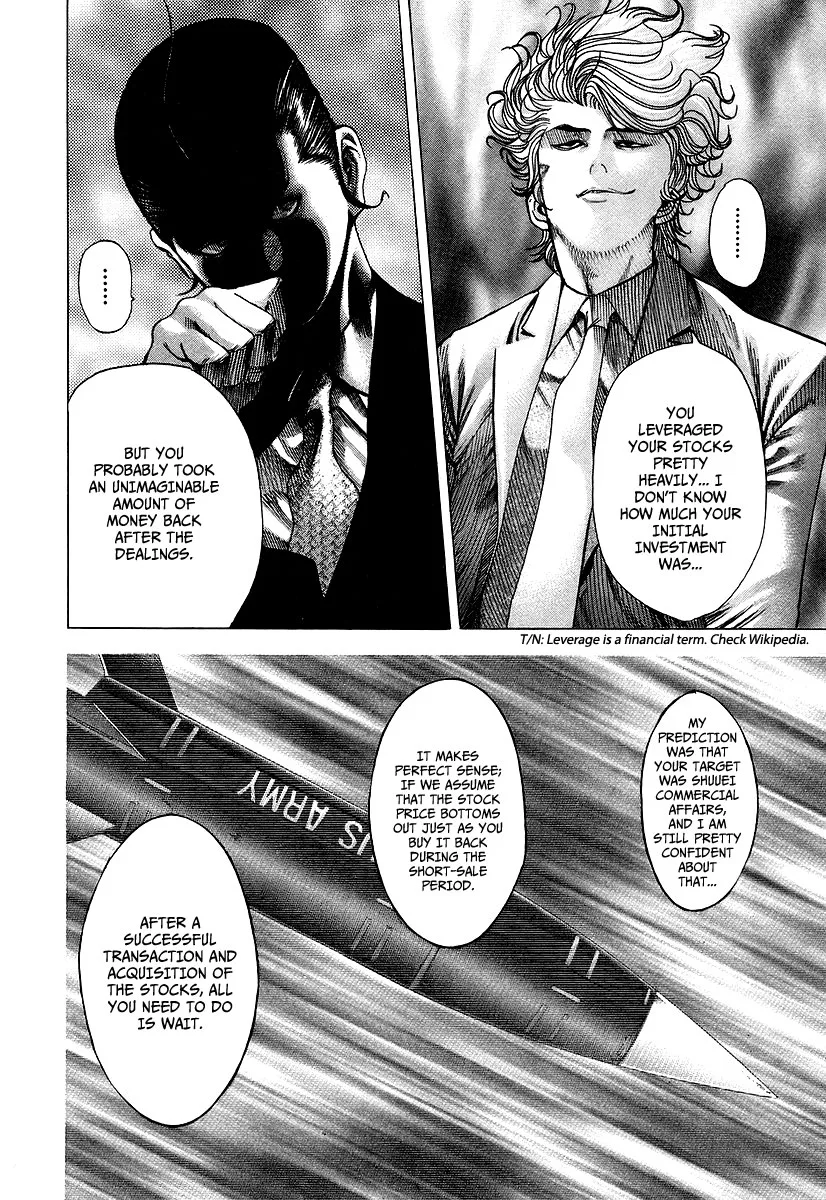 .......
YOU
LEVERAGED
YOUR STOCKS
PRETTY
HEAVILY... I
DON'T KNOW
HOW MUCH YOUR
INITIAL
INVESTMENT
WAS...
.....
BUT YOU
PROBABLY TOOK
AN UNIMAGINABLE
AMOUNT OF
MONEY BACK
AFTER THE
DEALINGS.
T/N: Leverage is a financial term. Check Wikipedia.
MY
PREDICTION
WAS THAT
YOUR TARGET
WAS SHUUEI
COMMERCIAL
AFFAIRS,
AND I AM
STILL PRETTY
CONFIDENT
ABOUT
THAT...
IT MAKES
PERFECT SENSE;
IF WE ASSUME
THAT THE STOCK
PRICE BOTTOMS
OUT JUST AS YOU
BUY IT BACK
DURING THE
SHORT-SALE
PERIOD.
US ARMY
AFTER A
SUCCESSFUL
TRANSACTION AND
ACQUISITION OF
THE STOCKS, ALL
YOU NEED TO DO
IS WAIT.